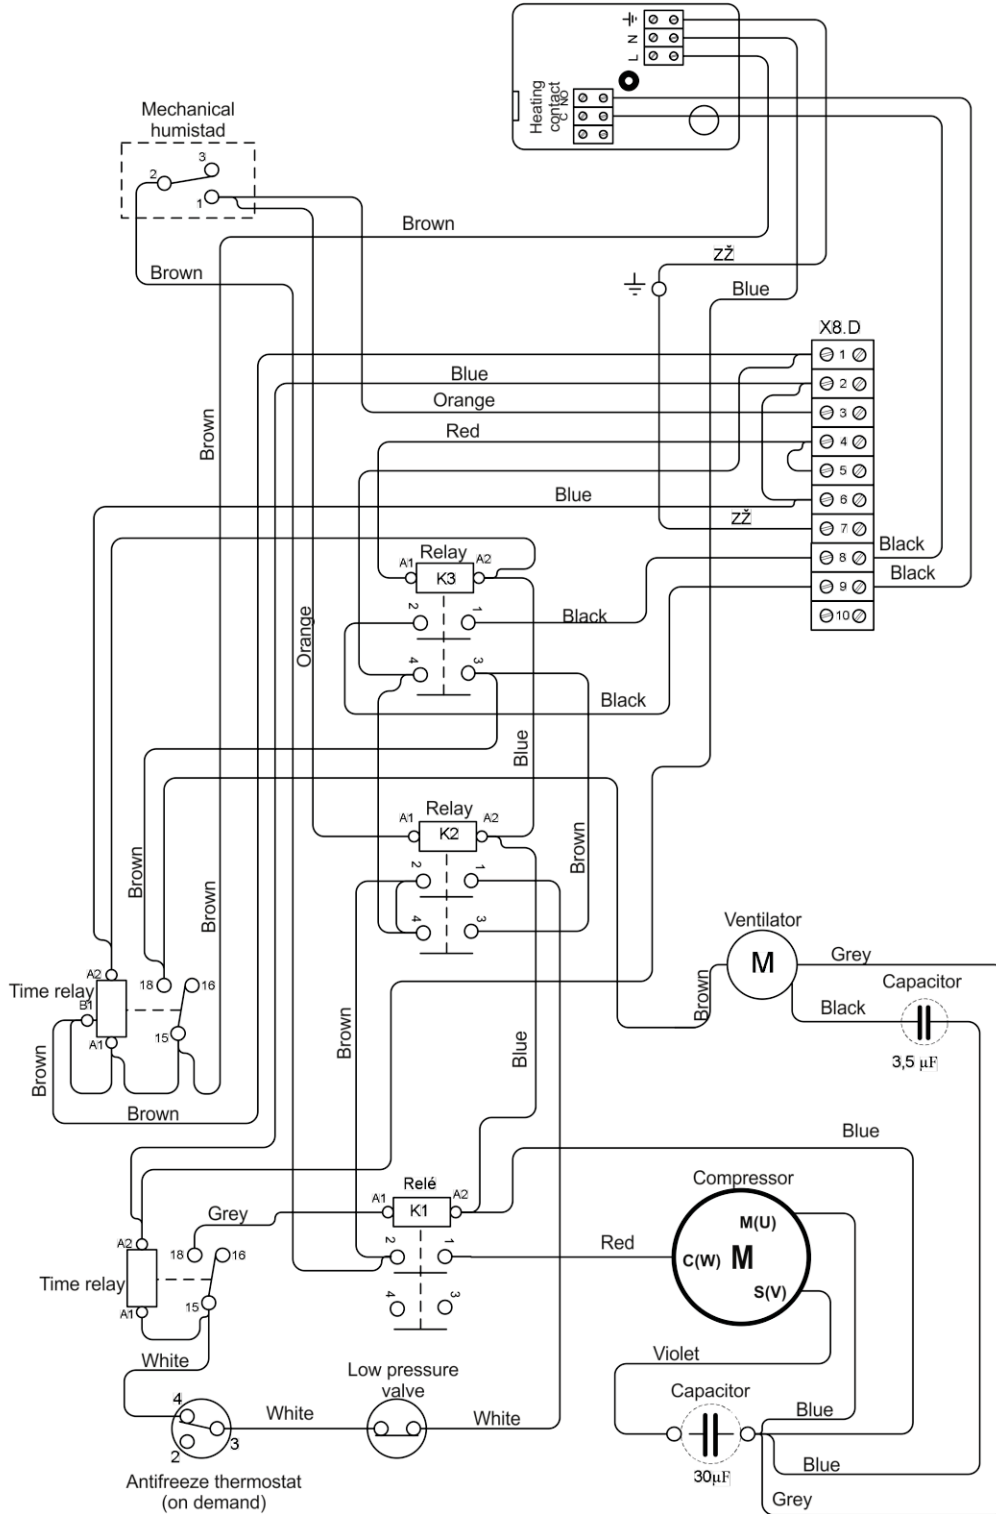 N
L
Heating
contact
NO
C
Mechanical
humistad
3
2
1
Brown
zž
Brown
Blue
X8.D
1
Blue
2
Orange
3
Brown
Red
4
5
Blue
6
zž
7
Relay
Black
8
A1
K3
A2
Black
9
2
1
Black
10
Orange
4
3
Black
Blue
Relay
A1
K2
A2
Brown
Brown
2
1
Brown
4
3
Ventilator
M
Grey
A2
18
16
Capacitor
Time relay
B1
Brown
Black
15
A1
Brown
Blue
3,5 µF
Brown
Brown
Blue
Relé
Compressor
A1
K1
A2
Grey
M(U)
A2
18
16
2
1
Red
C(W)
M
Time relay
S(V)
A1
15
4
3
White
Violet
Low pressure
valve
Capacitor
4
White
White
Blue
3
2
Blue
30µF
Antifreeze thermostat
(on demand)
Grey